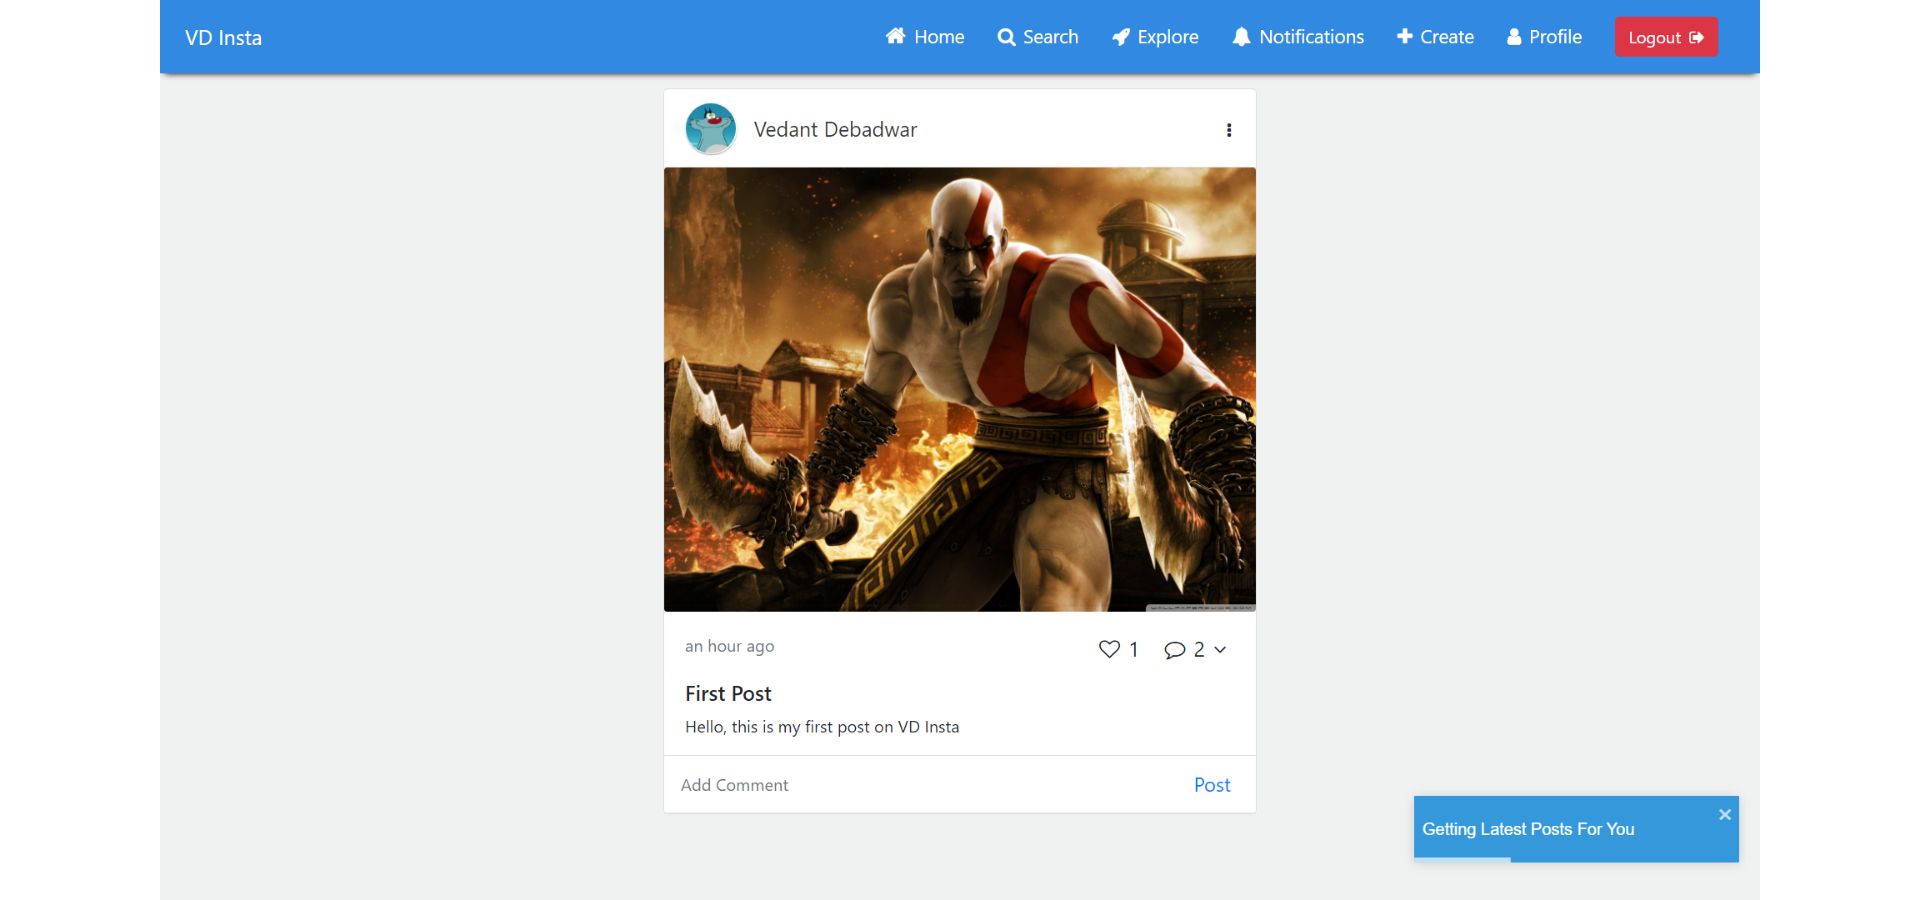 VD Insta
Home
Search
Explore
Notifications
Create
Profile
Logout
Vedant Debadwar
an hour ago
1
2
First Post
Hello, this is my first post on VD Insta
Add Comment
Post
Getting Latest Posts For You